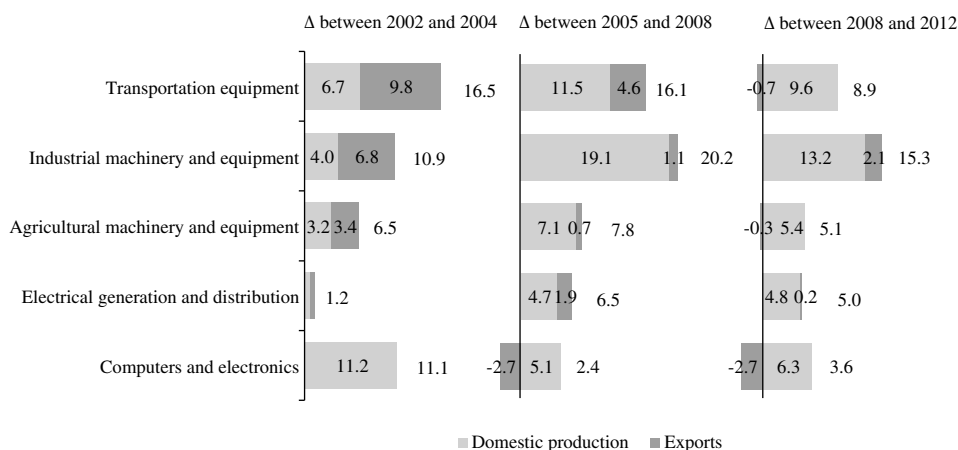 Δ between 2002 and 2004 Δ between 2005 and 2008 Δ between 2008 and 2012
Transportation equipment 6.7 9.8 16.5 11.5 4.6 16.1 -0.7 9.6 8.9
Industrial machinery and equipment 4.0 6.8 10.9 19.1 1.1 20.2 13.2 2.1 15.3
Agricultural machinery and equipment 3.2 3.4 6.5 7.1 0.7 7.8 -0.3 5.4 5.1
Electrical generation and distribution 1.2 4.7 1.9 6.5 4.8 0.2 5.0
Computers and electronics 11.2 11.1 -2.7 5.1 2.4 -2.7 6.3 3.6
Domestic production Exports